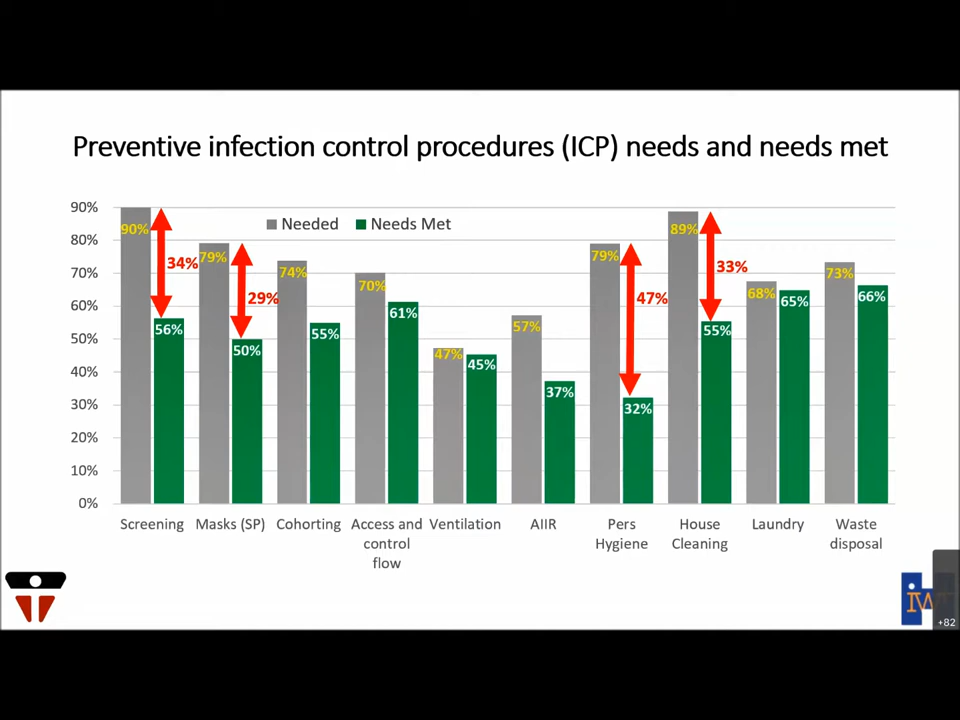 Preventive infection control procedures (ICP) needs and needs met
90%
80%
70%
60%
50%
40%
30%
20%
10%
0%
Needed
Needs Met
90%
34%
56%
79%
29%
50%
74%
55%
70%
61%
47%
45%
57%
37%
79%
47%
32%
89%
33%
55%
68%
65%
73%
66%
Screening
Masks (SP)
Cohorting
Access and
control
flow
Ventilation
AIIR
Pers
Hygiene
House
Cleaning
Laundry
Waste
disposal
+82